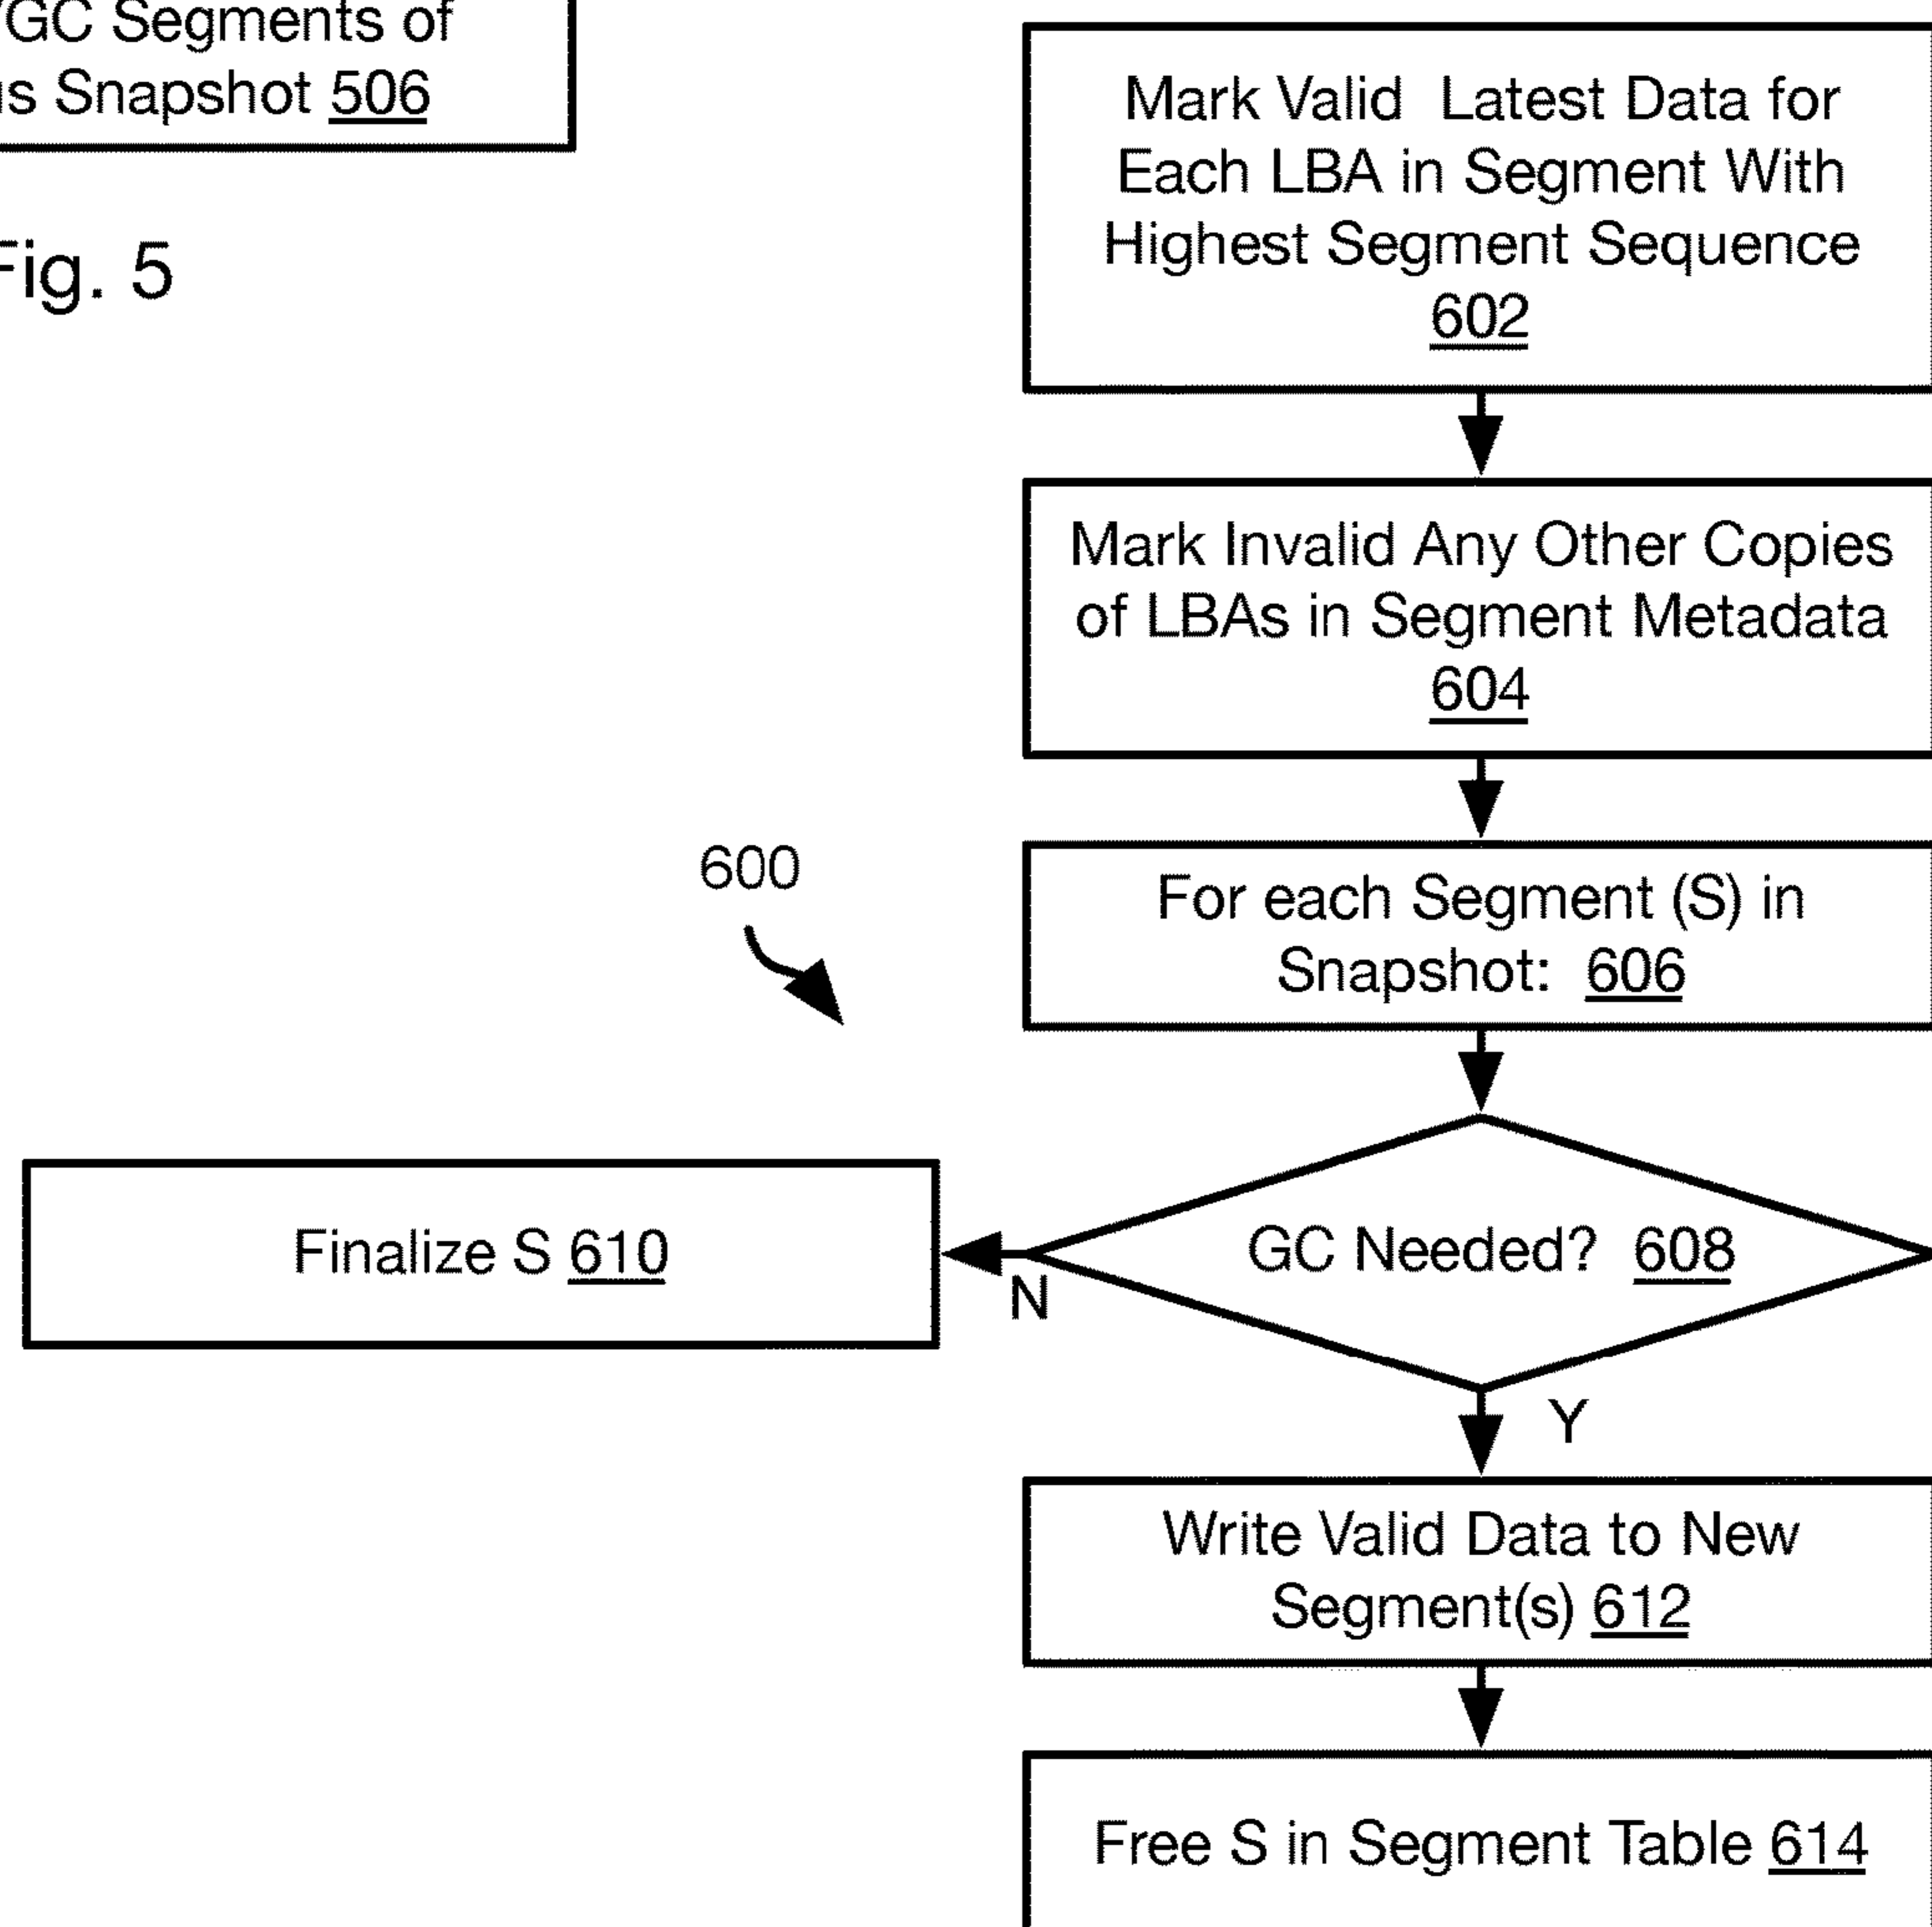 /GC Segments of
Snapshot 506
Fig. 5
Mark Valid Latest Data for
Each LBA in Segment With
Highest Segment Sequence
602
Mark Invalid Any Other Copies
of LBAs in Segment Metadata
604
600
For each Segment (S) in
Snapshot: 606
Finalize S 610
N
GC Needed? 608
Y
Write Valid Data to New
Segment(s) 612
Free S in Segment Table 614